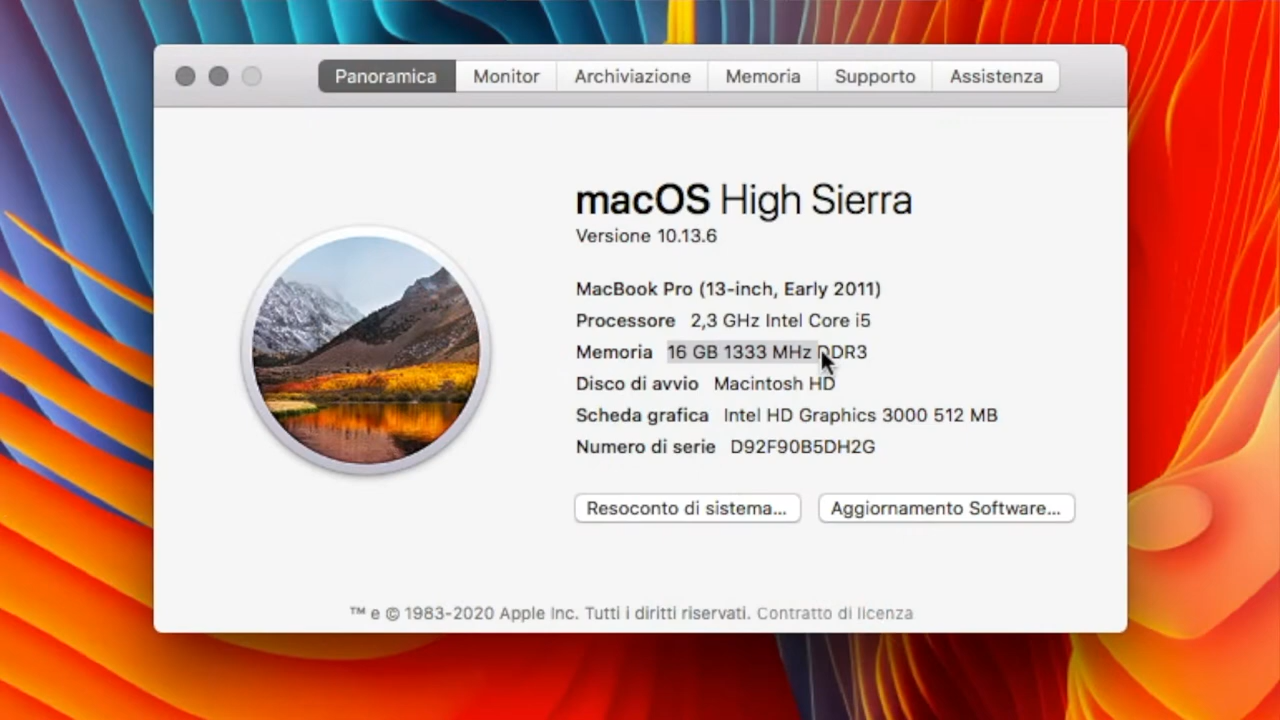 Panoramica Monitor Archiviazione Memoria Supporto Assistenza
macOS High Sierra
Versione 10.13.6
MacBook Pro (13-inch, Early 2011)
Processore 2,3 GHz Intel Core i5
Memoria 16 GB 1333 MHz DDR3
Disco di avvio Macintosh HD
Scheda grafica Intel HD Graphics 3000 512 MB
Numero di serie D92F90B5DH2G
Resoconto di sistema... Aggiornamento Software...
™ e © 1983-2020 Apple Inc. Tutti i diritti riservati. Contratto di licenza